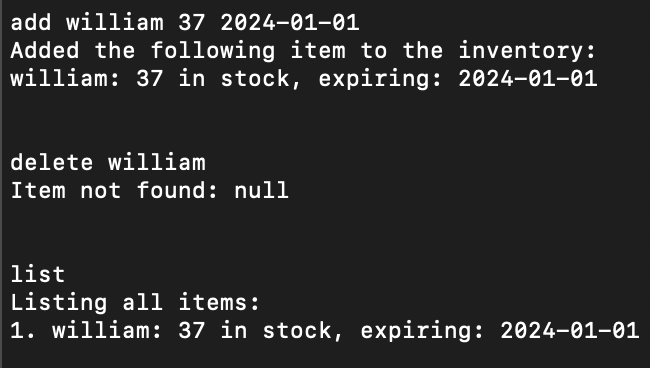 add william 37 2024-01-01
Added the following item to the inventory:
william: 37 in stock, expiring: 2024-01-01
delete william
Item not found: null
list
Listing all items:
1. william: 37 in stock, expiring: 2024-01-01